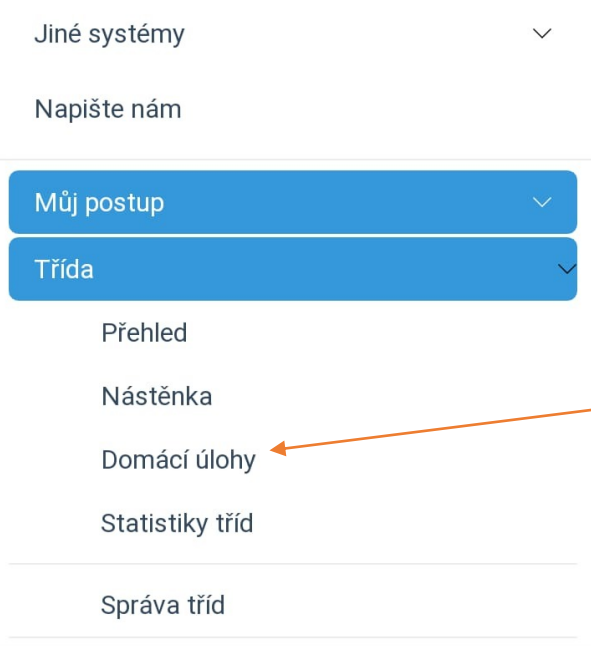 Jiné systémy
Napište nám
Můj postup
Třída
Přehled
Nástěnka
Domácí úlohy
Statistiky tříd
Správa tříd